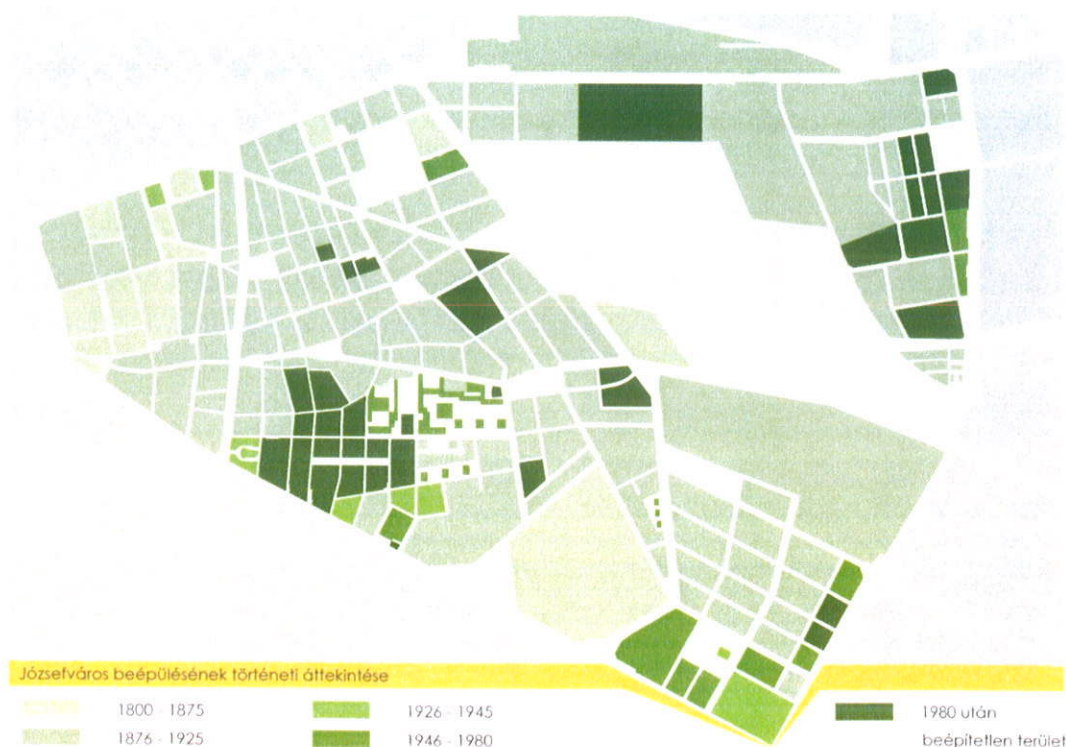 Józsefváros beépülésének történeti áttekintése
1800 - 1875
1876 - 1925
1926 - 1945
1946 - 1980
1980 után
beépítetlen terület